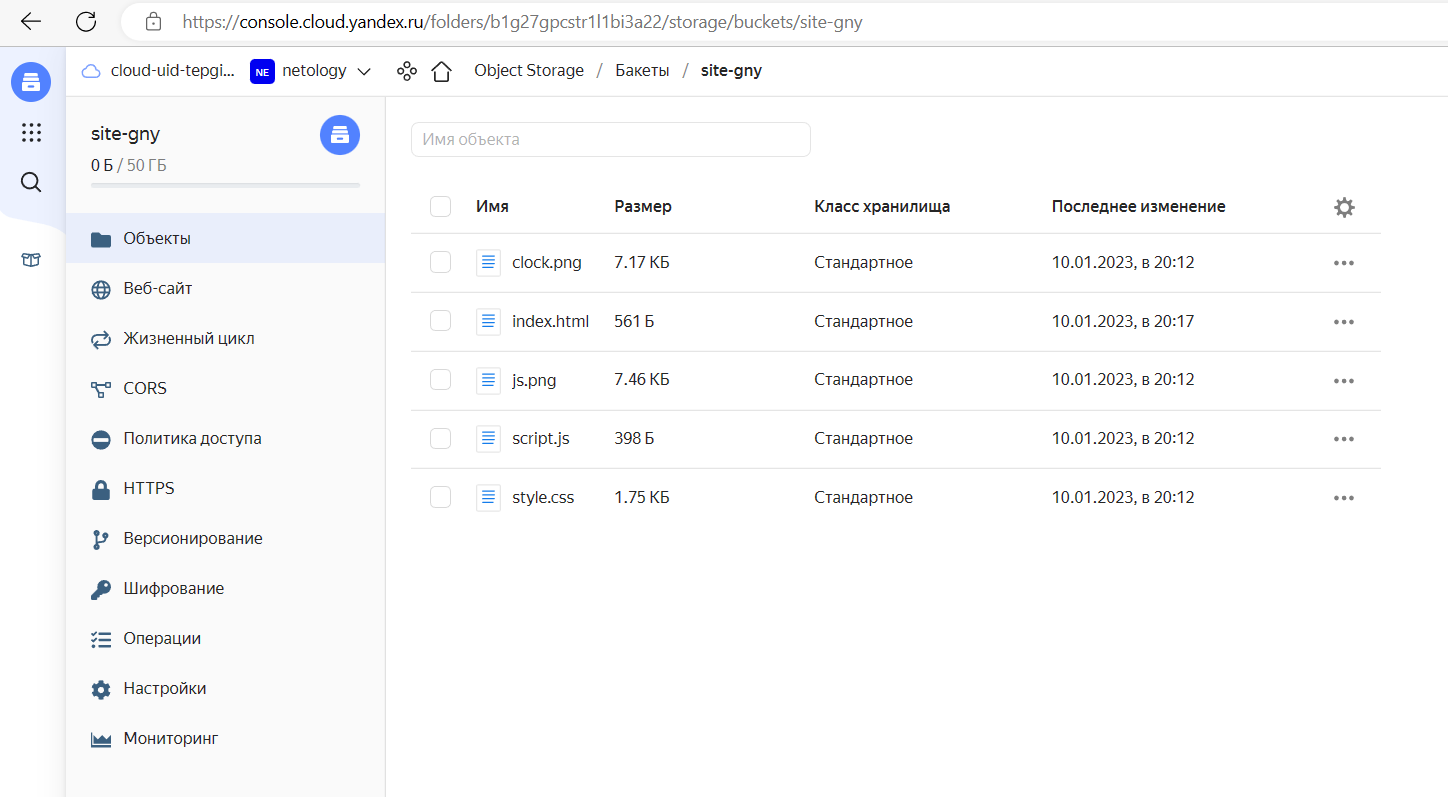 https://console.cloud.yandex.ru/folders/b1g27gpcstr1l1bi3a22/storage/buckets/site-gny
cloud-uid-tepgi... NE netology Object Storage / Бакеты / site-gny
site-gny
0 Б / 50 ГБ
Объекты
Веб-сайт
Жизненный цикл
CORS
Политика доступа
HTTPS
Версионирование
Шифрование
Операции
Настройки
Мониторинг
Имя объекта
Имя Размер Класс хранилища Последнее изменение
clock.png 7.17 КБ Стандартное 10.01.2023, в 20:12
index.html 561 Б Стандартное 10.01.2023, в 20:17
js.png 7.46 КБ Стандартное 10.01.2023, в 20:12
script.js 398 Б Стандартное 10.01.2023, в 20:12
style.css 1.75 КБ Стандартное 10.01.2023, в 20:12